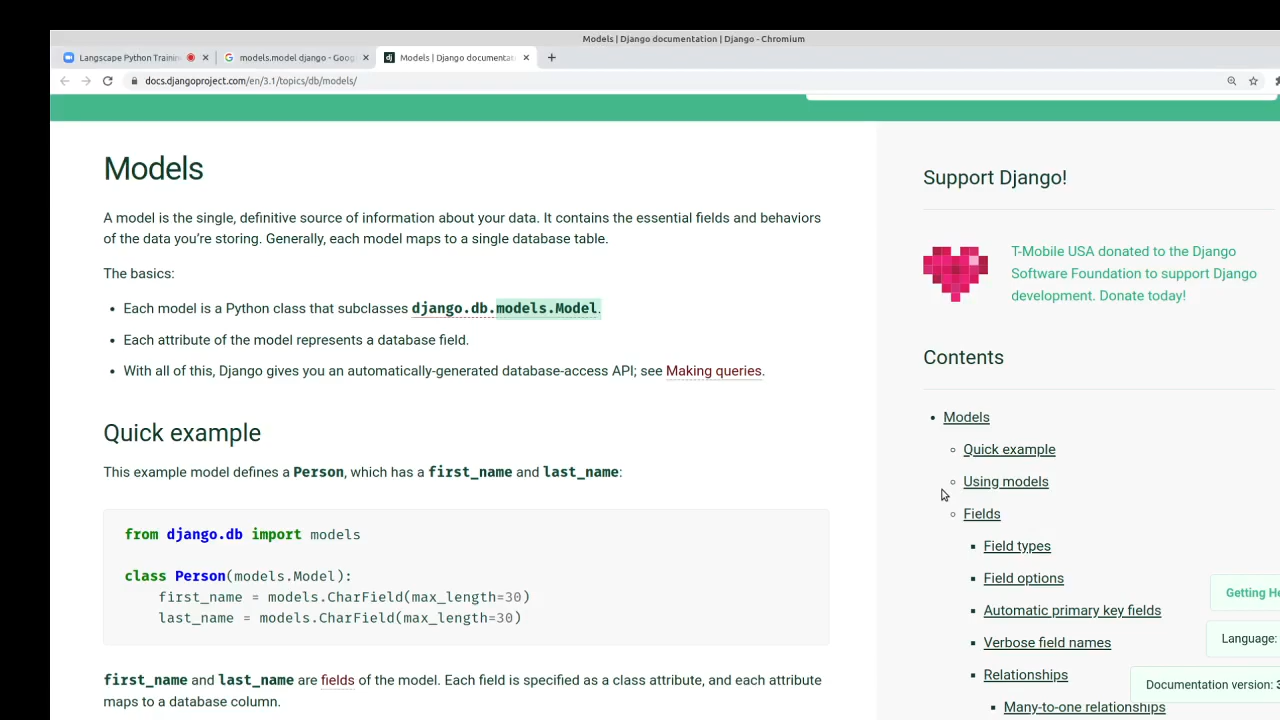 Models | Django documentation | Django - Chromium
Langscape Python Trainin
models.model django - Goog
Models | Django documentat
docs.djangoproject.com/en/3.1/topics/db/models/
Models
A model is the single, definitive source of information about your data. It contains the essential fields and behaviors
of the data you're storing. Generally, each model maps to a single database table.
The basics:
• Each model is a Python class that subclasses django.db.models.Model.
• Each attribute of the model represents a database field.
• With all of this, Django gives you an automatically-generated database-access API; see Making queries.
Quick example
This example model defines a Person, which has a first_name and last_name:
from django.db import models
class Person(models.Model):
first_name = models.CharField(max_length=30)
last_name = models.CharField(max_length=30)
first_name and last_name are fields of the model. Each field is specified as a class attribute, and each attribute
maps to a database column.
Support Django!
T-Mobile USA donated to the Django
Software Foundation to support Django
development. Donate today!
Contents
Models
Quick example
Using models
Fields
Field types
Field options
Automatic primary key fields
Verbose field names
Relationships
Many-to-one relationships
Getting He
Language:
Documentation version: 3